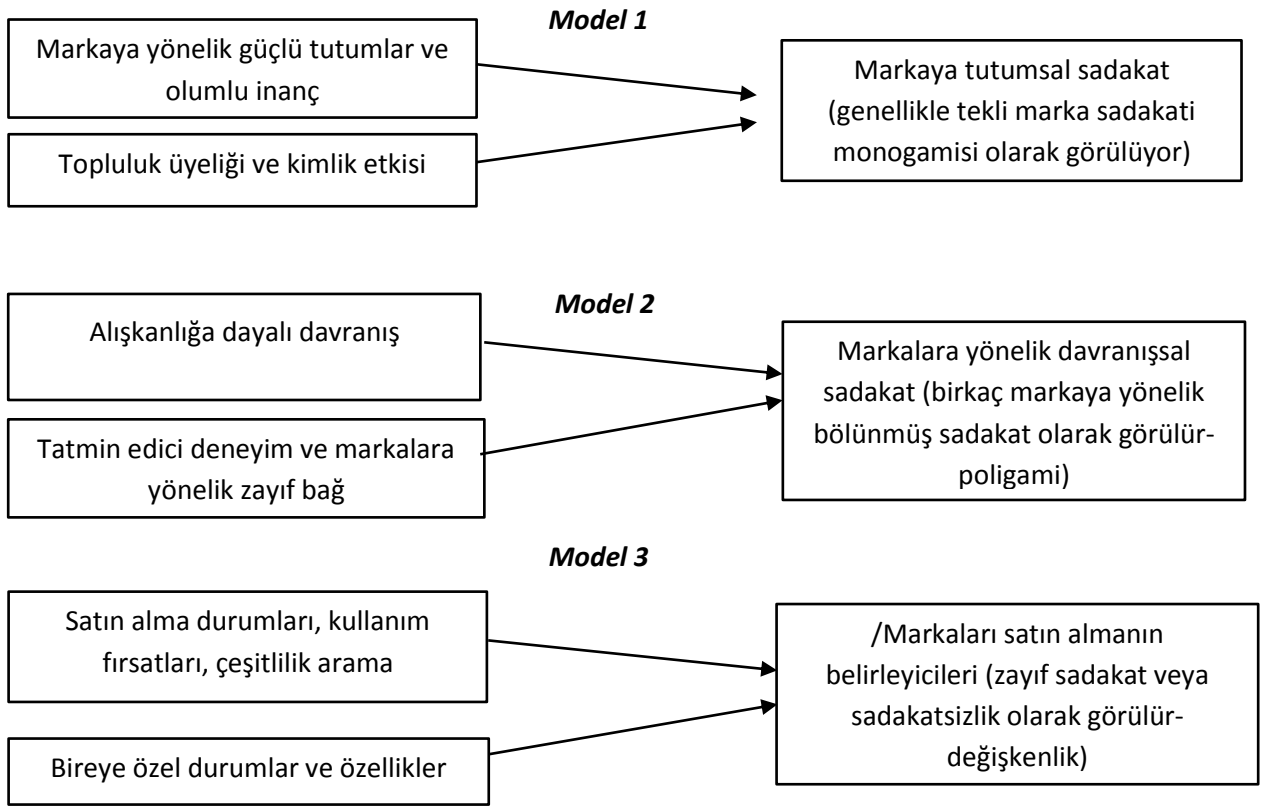 Model 1
Markaya yönelik güçlü tutumlar ve
olumlu inanç
Topluluk üyeliği ve kimlik etkisi
Markaya tutumsal sadakat
(genellikle tekli marka sadakati
monogamisi olarak görülüyor)
Model 2
Alışkanlığa dayalı davranış
Tatmin edici deneyim ve markalara
yönelik zayıf bağ
Markalara yönelik davranışsal
sadakat (birkaç markaya yönelik
bölünmüş sadakat olarak görülür-
poligami)
Model 3
Satın alma durumları, kullanım
fırsatları, çeşitlilik arama
Bireye özel durumlar ve özellikler
/Markaları satın almanın
belirleyicileri (zayıf sadakat veya
sadakatsizlik olarak görülür-
değişkenlik)